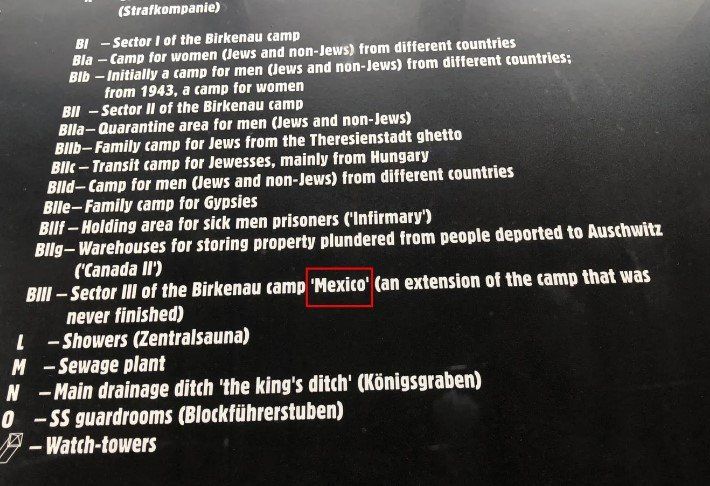 (Strafkompanie)
BI – Sector I of the Birkenau camp
BIa – Camp for women (Jews and non-Jews) from different countries
BIb – Initially a camp for men (Jews and non-Jews) from different countries;
from 1943, a camp for women
BII – Sector II of the Birkenau camp
BIIa – Quarantine area for men (Jews and non-Jews)
BIIb – Family camp for Jews from the Theresienstadt ghetto
BIIc – Transit camp for Jewesses, mainly from Hungary
BIId – Camp for men (Jews and non-Jews) from different countries
BIIe – Family camp for Gypsies
BIIf – Holding area for sick men prisoners ('Infirmary')
BIIg – Warehouses for storing property plundered from people deported to Auschwitz
('Canada II')
BIII – Sector III of the Birkenau camp 'Mexico' (an extension of the camp that was
never finished)
L – Showers (Zentralsauna)
M – Sewage plant
N – Main drainage ditch 'the king's ditch' (Königsgraben)
O – SS guardrooms (Blockführerstuben)
– Watch-towers